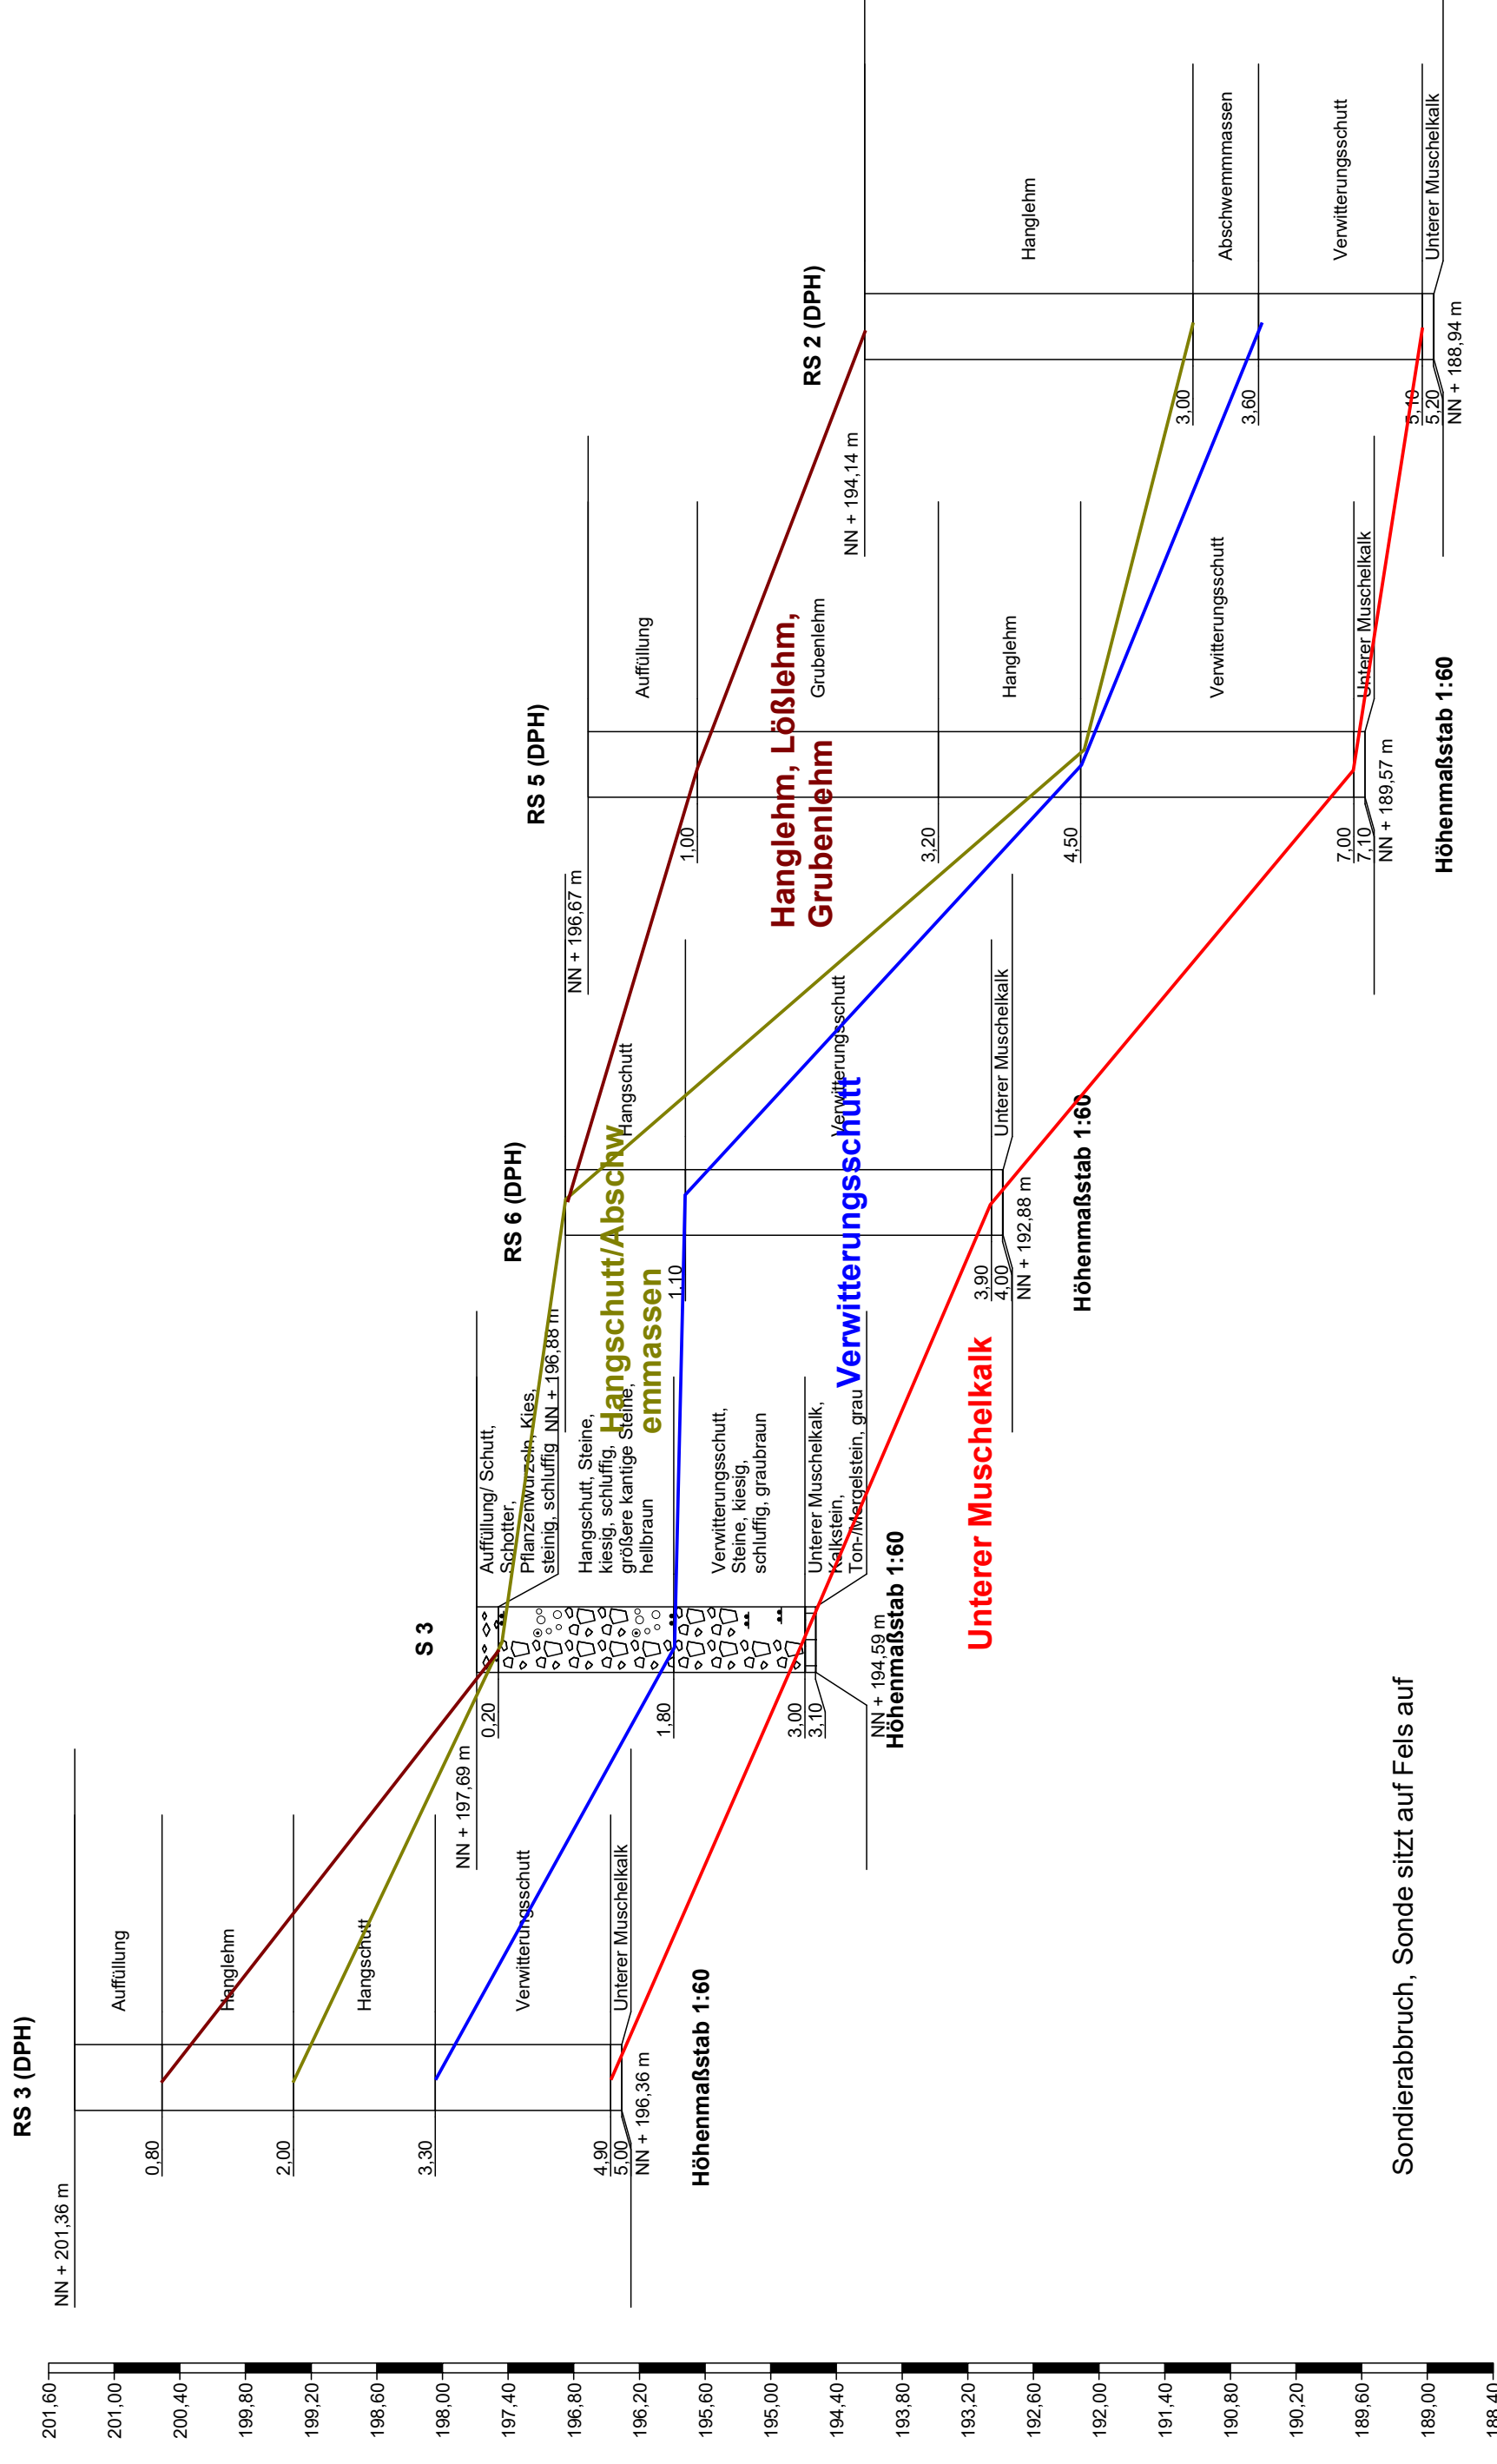 201,60
201,00
200,40
199,80
199,20
198,60
198,00
197,40
196,80
196,20
195,60
195,00
194,40
193,80
193,20
192,60
192,00
191,40
190,80
190,20
189,60
189,00
188,40
RS 3 (DPH)
NN + 201,36 m
0,80
2,00
3,30
4,90
5,00
NN + 196,36 m
Auffüllung
Hanglehm
Hangschutt
Verwitterungsschutt
Unterer Muschelkalk
Höhenmaßstab 1:60
S 3
NN + 197,69 m
0,20
1,80
3,00
3,10
NN + 194,59 m
Auffüllung/ Schutt,
Schotter,
Pflanzenwurzeln, Kies,
steinig, schluffig
Hangschutt, Steine,
kiesig, schluffig,
größere kantige Steine,
hellbraun
Verwitterungsschutt,
Steine, kiesig,
schluffig, graubraun
Unterer Muschelkalk,
Kalkstein,
Ton-/Mergelstein, grau
Höhenmaßstab 1:60
RS 6 (DPH)
NN + 196,88 m
1,10
3,90
4,00
NN + 192,88 m
Hangschutt
Verwitterungsschutt
Unterer Muschelkalk
Höhenmaßstab 1:60
RS 5 (DPH)
NN + 196,67 m
1,00
3,20
4,50
7,00
7,10
NN + 189,57 m
Auffüllung
Grubenlehm
Hanglehm
Verwitterungsschutt
Unterer Muschelkalk
Höhenmaßstab 1:60
RS 2 (DPH)
NN + 194,14 m
3,00
3,60
5,10
5,20
NN + 188,94 m
Hanglehm
Abschwemmmassen
Verwitterungsschutt
Unterer Muschelkalk
Hanglehm, Lößlehm,
Grubenlehm
Hangschutt/Abschw
emmassen
Verwitterungsschutt
Unterer Muschelkalk
Sondierabbruch, Sonde sitzt auf Fels auf